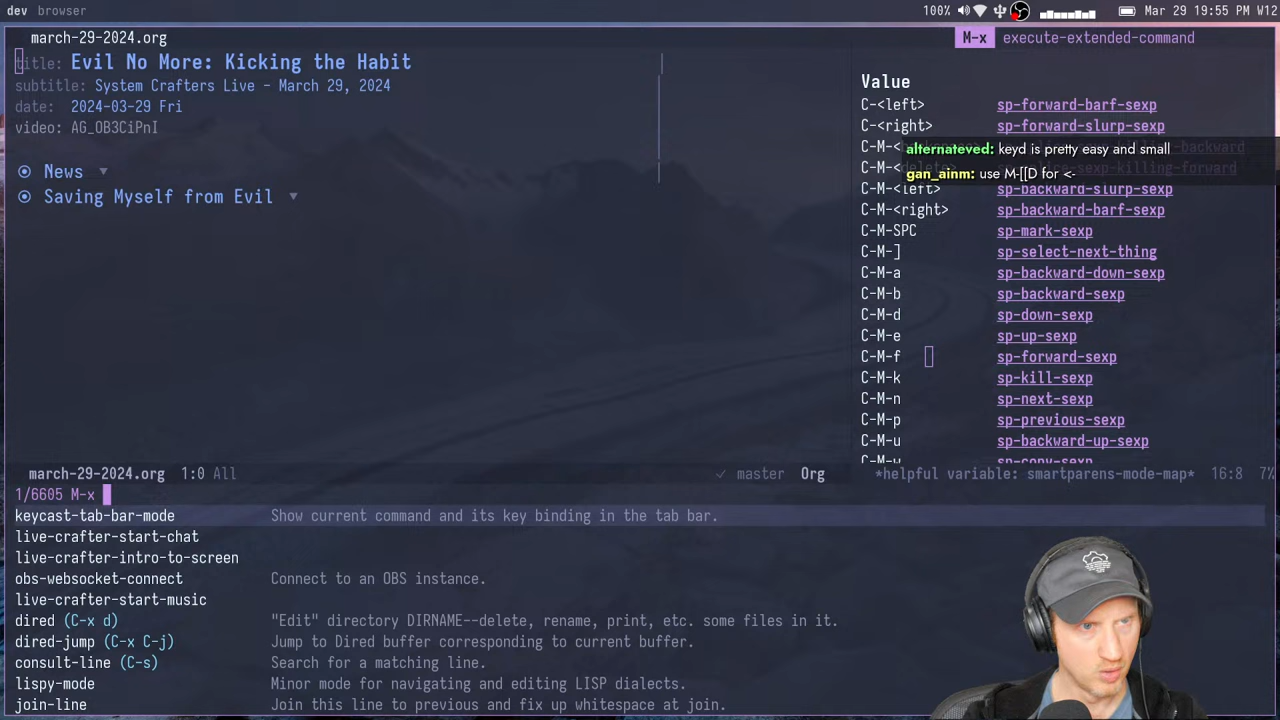 dev browser
100% Mar 29 19:55 PM W12
march-29-2024.org
M-x execute-extended-command
title: Evil No More: Kicking the Habit
subtitle: System Crafters Live - March 29, 2024
date: 2024-03-29 Fri
video: AG_OB3CiPnI
News
Saving Myself from Evil
Value
C-<left> sp-forward-barf-sexp
C-<right> sp-forward-slurp-sexp
alternateved: keyd is pretty easy and small
gan_ainm: use M-[[D for <-
C-M-<left> sp-backward-slurp-sexp
C-M-<right> sp-backward-barf-sexp
C-M-SPC sp-mark-sexp
C-M-] sp-select-next-thing
C-M-a sp-backward-down-sexp
C-M-b sp-backward-sexp
C-M-d sp-down-sexp
C-M-e sp-up-sexp
C-M-f sp-forward-sexp
C-M-k sp-kill-sexp
C-M-n sp-next-sexp
C-M-p sp-previous-sexp
C-M-u sp-backward-up-sexp
C-M-w sp-copy-sexp
march-29-2024.org 1:0 All ✓ master Org
*helpful variable: smartparens-mode-map* 16:8 7%
1/6605 M-x
keycast-tab-bar-mode Show current command and its key binding in the tab bar.
live-crafter-start-chat
live-crafter-intro-to-screen
obs-websocket-connect Connect to an OBS instance.
live-crafter-start-music
dired (C-x d) "Edit" directory DIRNAME--delete, rename, print, etc. some files in it.
dired-jump (C-x C-j) Jump to Dired buffer corresponding to current buffer.
consult-line (C-s) Search for a matching line.
lispy-mode Minor mode for navigating and editing LISP dialects.
join-line Join this line to previous and fix up whitespace at join.